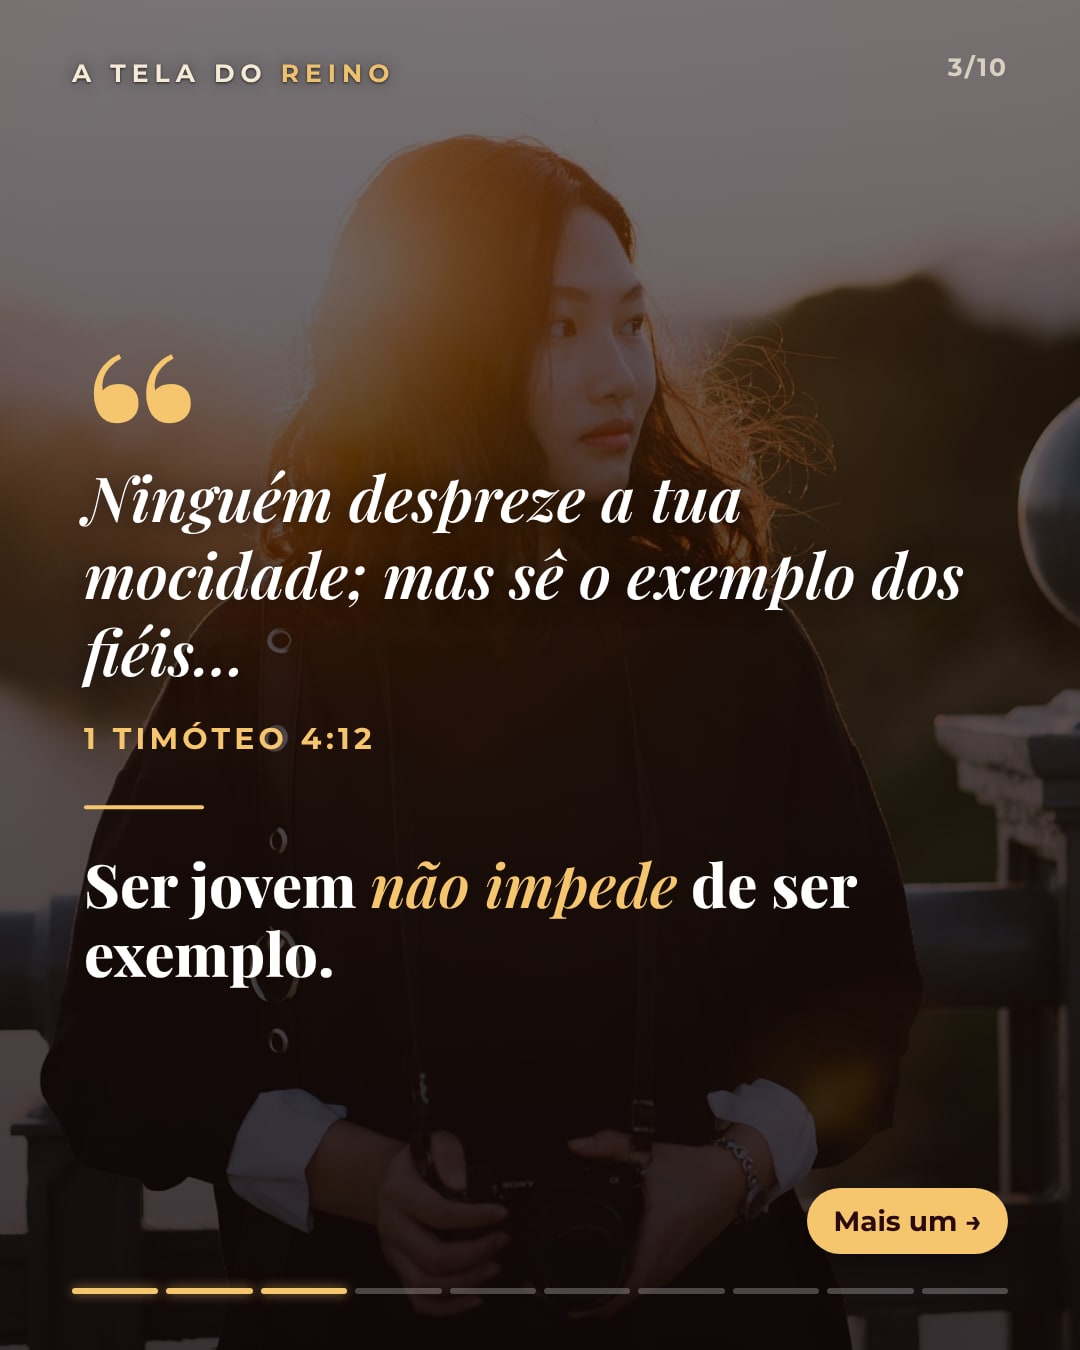 A TELA DO REINO
3/10
“
Ninguém despreze a tua
mocidade; mas sê o exemplo dos
fiéis...
1 TIMÓTEO 4:12
Ser jovem não impede de ser
exemplo.
SONY
α
Mais um →